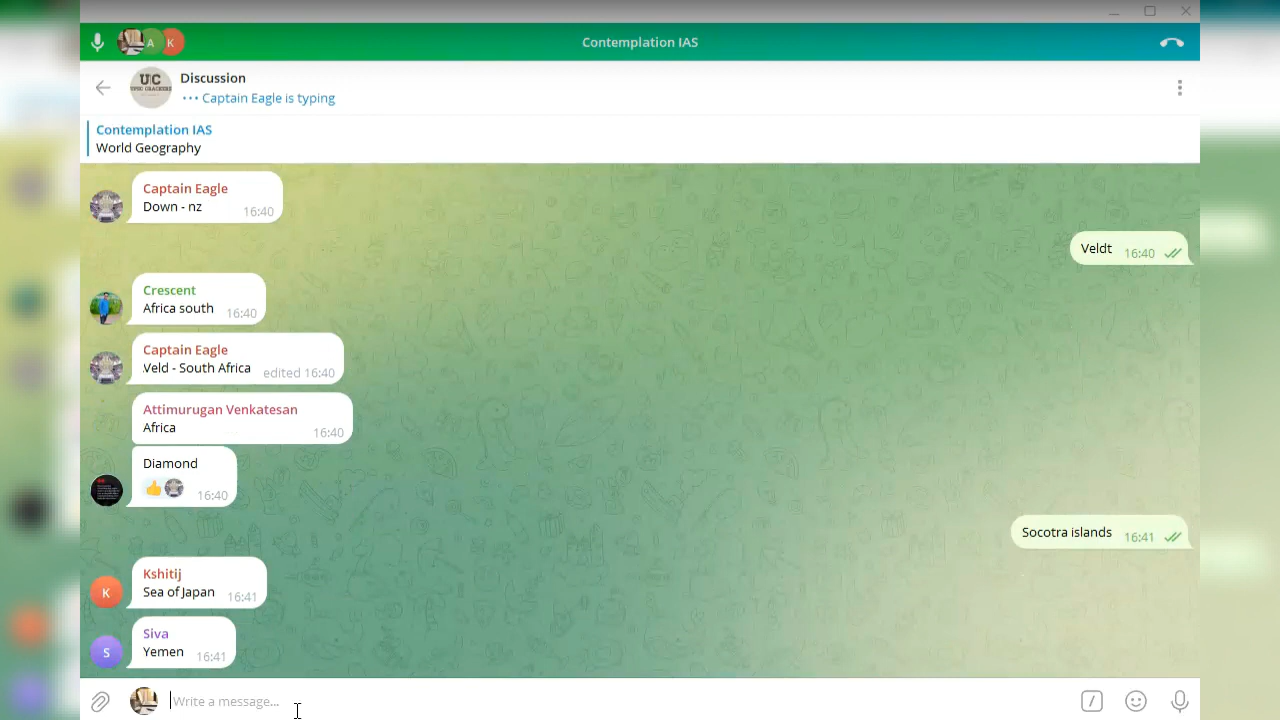 A K
Contemplation IAS
UC
UPSC CRACKERS
Discussion
Captain Eagle is typing
Contemplation IAS
World Geography
Captain Eagle
Down - nz
16:40
Veldt 16:40
Crescent
Africa south 16:40
Captain Eagle
Veld - South Africa edited 16:40
Attimurugan Venkatesan
Africa
16:40
Diamond
16:40
Socotra islands 16:41
Kshitij
K
Sea of Japan 16:41
Siva
S
Yemen 16:41
Write a message...